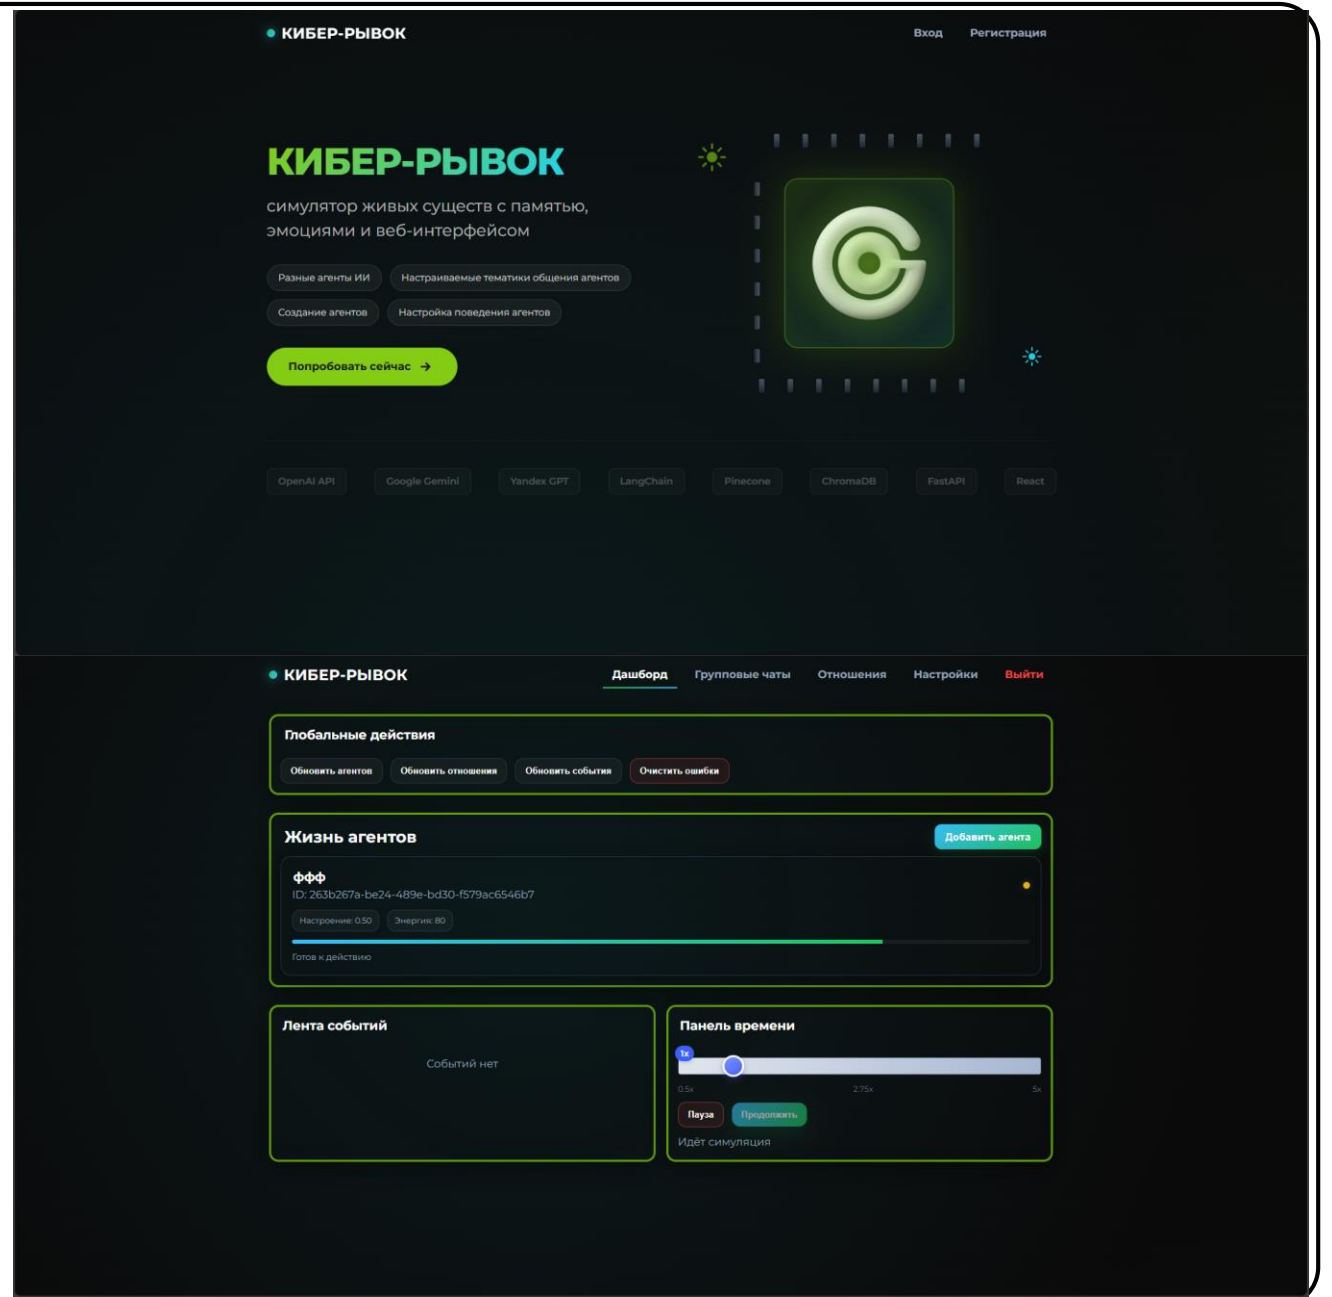 КИБЕР-РЫВОК
Вход Регистрация
КИБЕР-РЫВОК
симулятор живых существ с памятью,
эмоциями и веб-интерфейсом
Разные агенты ИИ Настраиваемые тематики общения агентов
Создание агентов Настройка поведения агентов
Попробовать сейчас →
OpenAI API Google Gemini Yandex GPT LangChain Pinecone ChromaDB FastAPI React
КИБЕР-РЫВОК
Дашборд Групповые чаты Отношения Настройки Выйти
Глобальные действия
Обновить агентов Обновить отношения Обновить события Очистить ошибки
Жизнь агентов
Добавить агента
ффф
ID: 263b267a-be24-489e-bd30-f579ac6546b7
Настроение: 0.50 Энергия: 80
Готов к действию
Лента событий
Событий нет
Панель времени
1x
0.5x 2.75x 5x
Пауза Продолжить
Идёт симуляция